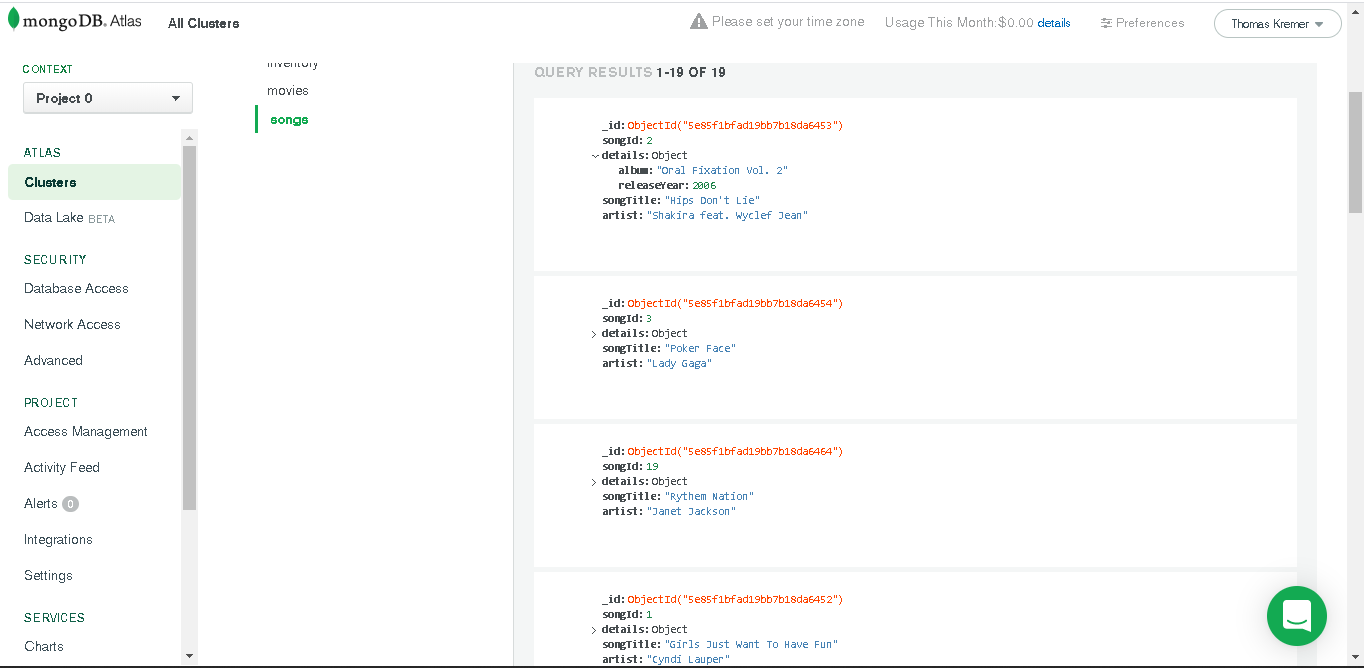 mongoDB. Atlas
All Clusters
Please set your time zone
Usage This Month:$0.00 details
Preferences
Thomas Kremer
CONTEXT
Project 0
ATLAS
Clusters
Data Lake BETA
SECURITY
Database Access
Network Access
Advanced
PROJECT
Access Management
Activity Feed
Alerts 0
Integrations
Settings
SERVICES
Charts
inventory
movies
songs
QUERY RESULTS 1-19 OF 19
_id:ObjectId("5e85f1bfad19bb7b18da6453")
songId:2
details:Object
album:"Oral Fixation Vol. 2"
releaseYear:2006
songTitle:"Hips Don't Lie"
artist:"Shakira feat. Wyclef Jean"
_id:ObjectId("5e85f1bfad19bb7b18da6454")
songId:3
details:Object
songTitle:"Poker Face"
artist:"Lady Gaga"
_id:ObjectId("5e85f1bfad19bb7b18da6464")
songId:19
details:Object
songTitle:"Rythem Nation"
artist:"Janet Jackson"
_id:ObjectId("5e85f1bfad19bb7b18da6452")
songId:1
details:Object
songTitle:"Girls Just Want To Have Fun"
artist:"Cyndi Lauper"